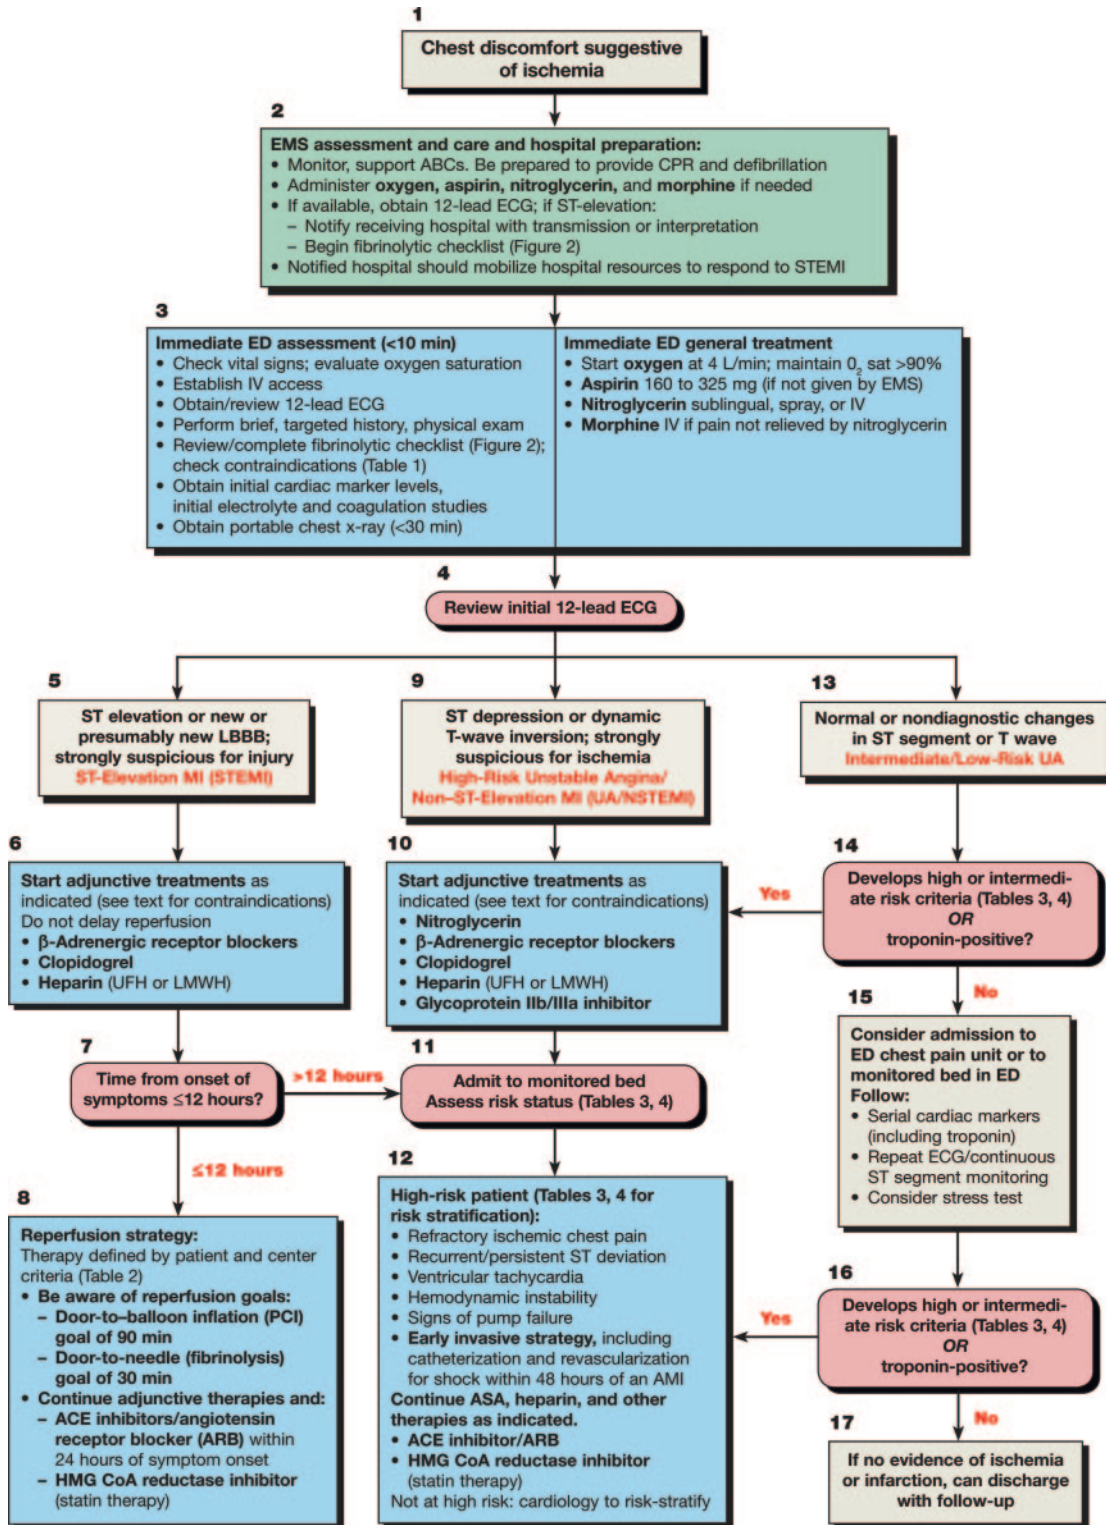 1
Chest discomfort suggestive
of ischemia
2
EMS assessment and care and hospital preparation:
• Monitor, support ABCs. Be prepared to provide CPR and defibrillation
• Administer oxygen, aspirin, nitroglycerin, and morphine if needed
• If available, obtain 12-lead ECG; if ST-elevation:
– Notify receiving hospital with transmission or interpretation
– Begin fibrinolytic checklist (Figure 2)
• Notified hospital should mobilize hospital resources to respond to STEMI
3
Immediate ED assessment (<10 min)
• Check vital signs; evaluate oxygen saturation
• Establish IV access
• Obtain/review 12-lead ECG
• Perform brief, targeted history, physical exam
• Review/complete fibrinolytic checklist (Figure 2);
check contraindications (Table 1)
• Obtain initial cardiac marker levels,
initial electrolyte and coagulation studies
• Obtain portable chest x-ray (<30 min)
Immediate ED general treatment
• Start oxygen at 4 L/min; maintain O₂ sat >90%
• Aspirin 160 to 325 mg (if not given by EMS)
• Nitroglycerin sublingual, spray, or IV
• Morphine IV if pain not relieved by nitroglycerin
4
Review initial 12-lead ECG
5
ST elevation or new or
presumably new LBBB;
strongly suspicious for injury
ST-Elevation MI (STEMI)
9
ST depression or dynamic
T-wave inversion; strongly
suspicious for ischemia
High-Risk Unstable Angina/
Non–ST-Elevation MI (UA/NSTEMI)
13
Normal or nondiagnostic changes
in ST segment or T wave
Intermediate/Low-Risk UA
6
Start adjunctive treatments as
indicated (see text for contraindications)
Do not delay reperfusion
• β-Adrenergic receptor blockers
• Clopidogrel
• Heparin (UFH or LMWH)
10
Start adjunctive treatments as
indicated (see text for contraindications)
• Nitroglycerin
• β-Adrenergic receptor blockers
• Clopidogrel
• Heparin (UFH or LMWH)
• Glycoprotein IIb/IIIa inhibitor
Yes
14
Develops high or intermedi-
ate risk criteria (Tables 3, 4)
OR
troponin-positive?
No
7
Time from onset of
symptoms ≤12 hours?
>12 hours
≤12 hours
11
Admit to monitored bed
Assess risk status (Tables 3, 4)
15
Consider admission to
ED chest pain unit or to
monitored bed in ED
Follow:
• Serial cardiac markers
(including troponin)
• Repeat ECG/continuous
ST segment monitoring
• Consider stress test
8
Reperfusion strategy:
Therapy defined by patient and center
criteria (Table 2)
• Be aware of reperfusion goals:
– Door-to–balloon inflation (PCI)
goal of 90 min
– Door-to-needle (fibrinolysis)
goal of 30 min
• Continue adjunctive therapies and:
– ACE inhibitors/angiotensin
receptor blocker (ARB) within
24 hours of symptom onset
– HMG CoA reductase inhibitor
(statin therapy)
12
High-risk patient (Tables 3, 4 for
risk stratification):
• Refractory ischemic chest pain
• Recurrent/persistent ST deviation
• Ventricular tachycardia
• Hemodynamic instability
• Signs of pump failure
• Early invasive strategy, including
catheterization and revascularization
for shock within 48 hours of an AMI
Continue ASA, heparin, and other
therapies as indicated.
• ACE inhibitor/ARB
• HMG CoA reductase inhibitor
(statin therapy)
Not at high risk: cardiology to risk-stratify
Yes
16
Develops high or intermedi-
ate risk criteria (Tables 3, 4)
OR
troponin-positive?
No
17
If no evidence of ischemia
or infarction, can discharge
with follow-up